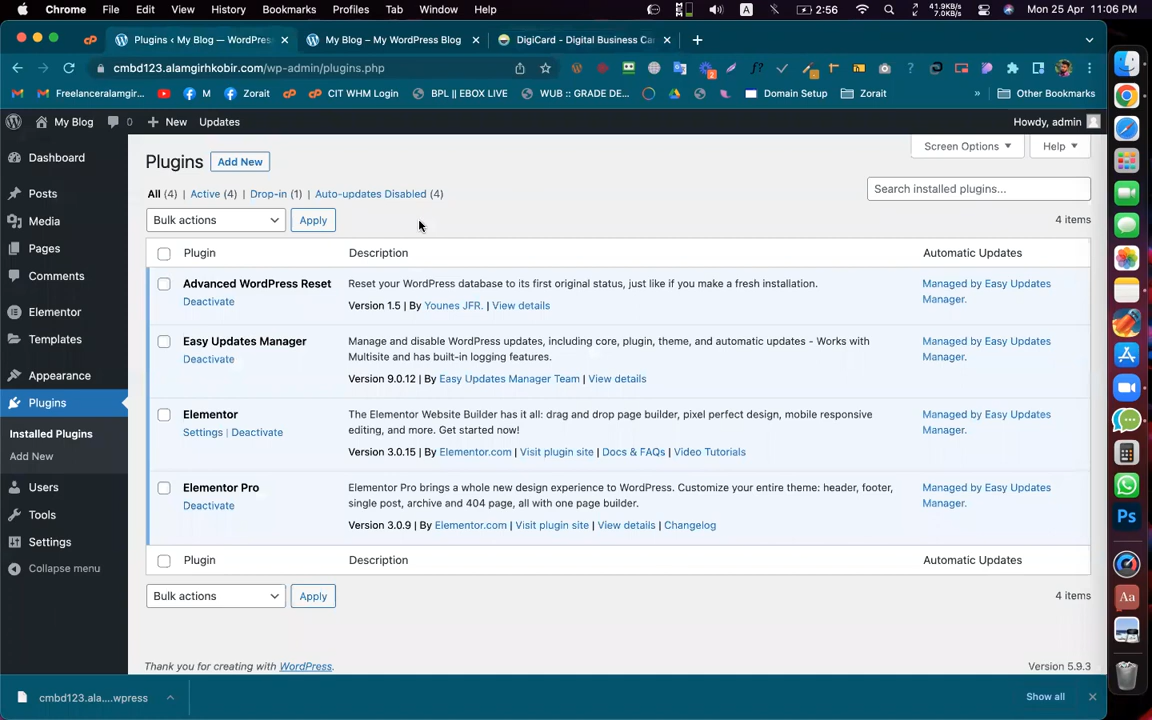 Chrome File Edit View History Bookmarks Profiles Tab Window Help A 2:56 41.9KB/s 7.0KB/s Mon 25 Apr 11:06 PM
Plugins ‹ My Blog — WordPress My Blog – My WordPress Blog DigiCard - Digital Business Ca
cmbd123.alamgirhkobir.com/wp-admin/plugins.php
Freelanceralamgir... M Zorait CIT WHM Login BPL || EBOX LIVE WUB :: GRADE DE... Domain Setup Zorait » Other Bookmarks
My Blog 0 New Updates Howdy, admin
Screen Options Help
Plugins Add New
Dashboard
Posts
Media
Pages
Comments
Elementor
Templates
Appearance
Plugins
Installed Plugins
Add New
Users
Tools
Settings
Collapse menu
All (4) | Active (4) | Drop-in (1) | Auto-updates Disabled (4)
Search installed plugins...
Bulk actions Apply 4 items
Plugin Description Automatic Updates
Advanced WordPress Reset
Deactivate
Reset your WordPress database to its first original status, just like if you make a fresh installation.
Version 1.5 | By Younes JFR. | View details
Managed by Easy Updates
Manager.
Easy Updates Manager
Deactivate
Manage and disable WordPress updates, including core, plugin, theme, and automatic updates - Works with
Multisite and has built-in logging features.
Version 9.0.12 | By Easy Updates Manager Team | View details
Managed by Easy Updates
Manager.
Elementor
Settings | Deactivate
The Elementor Website Builder has it all: drag and drop page builder, pixel perfect design, mobile responsive
editing, and more. Get started now!
Version 3.0.15 | By Elementor.com | Visit plugin site | Docs & FAQs | Video Tutorials
Managed by Easy Updates
Manager.
Elementor Pro
Deactivate
Elementor Pro brings a whole new design experience to WordPress. Customize your entire theme: header, footer,
single post, archive and 404 page, all with one page builder.
Version 3.0.9 | By Elementor.com | Visit plugin site | View details | Changelog
Managed by Easy Updates
Manager.
Plugin Description Automatic Updates
Bulk actions Apply 4 items
Thank you for creating with WordPress. Version 5.9.3
cmbd123.ala....wpress Show all
Ps
Aa